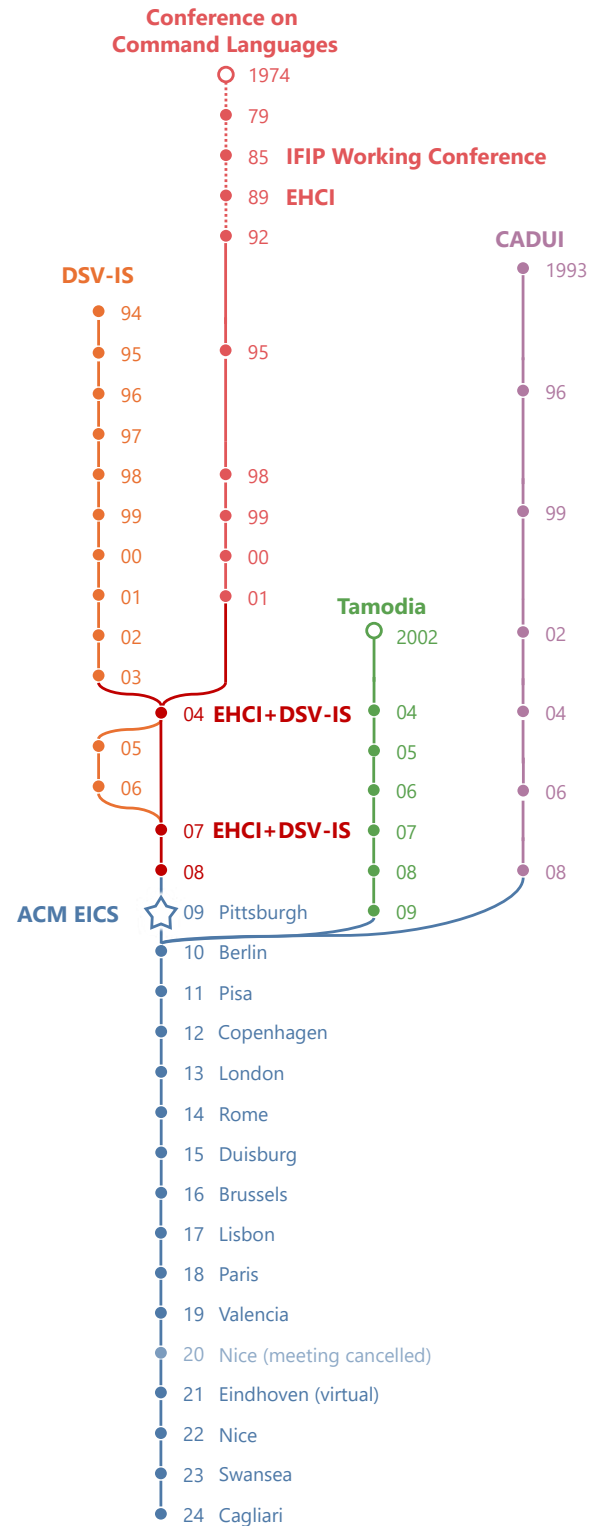 Conference on
Command Languages
1974
79
85 IFIP Working Conference
89 EHCI
92
CADUI
1993
DSV-IS
94
95
95
96
96
97
98
98
99
99
99
00
00
01
01
Tamodia
2002
02
02
03
04 EHCI+DSV-IS
04
04
05
05
06
06
06
07 EHCI+DSV-IS
07
08
08
08
ACM EICS
09 Pittsburgh
09
10 Berlin
11 Pisa
12 Copenhagen
13 London
14 Rome
15 Duisburg
16 Brussels
17 Lisbon
18 Paris
19 Valencia
20 Nice (meeting cancelled)
21 Eindhoven (virtual)
22 Nice
23 Swansea
24 Cagliari